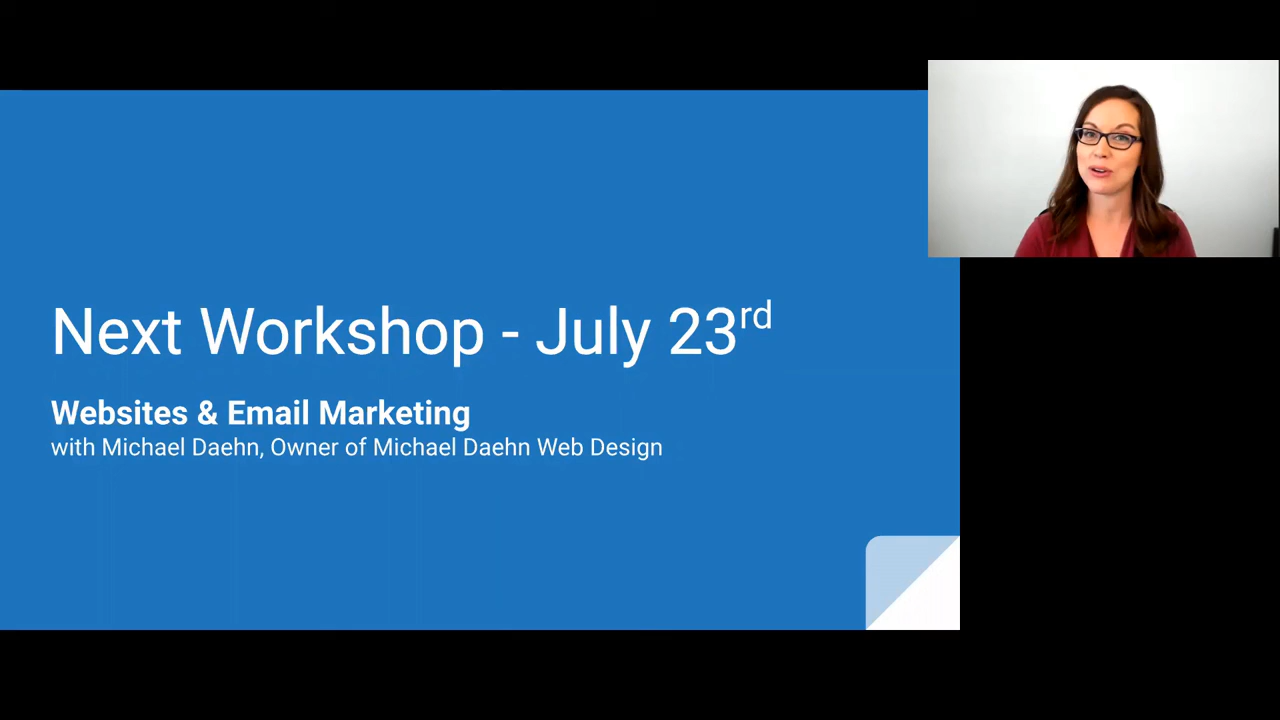 Next Workshop - July 23rd
Websites & Email Marketing
with Michael Daehn, Owner of Michael Daehn Web Design